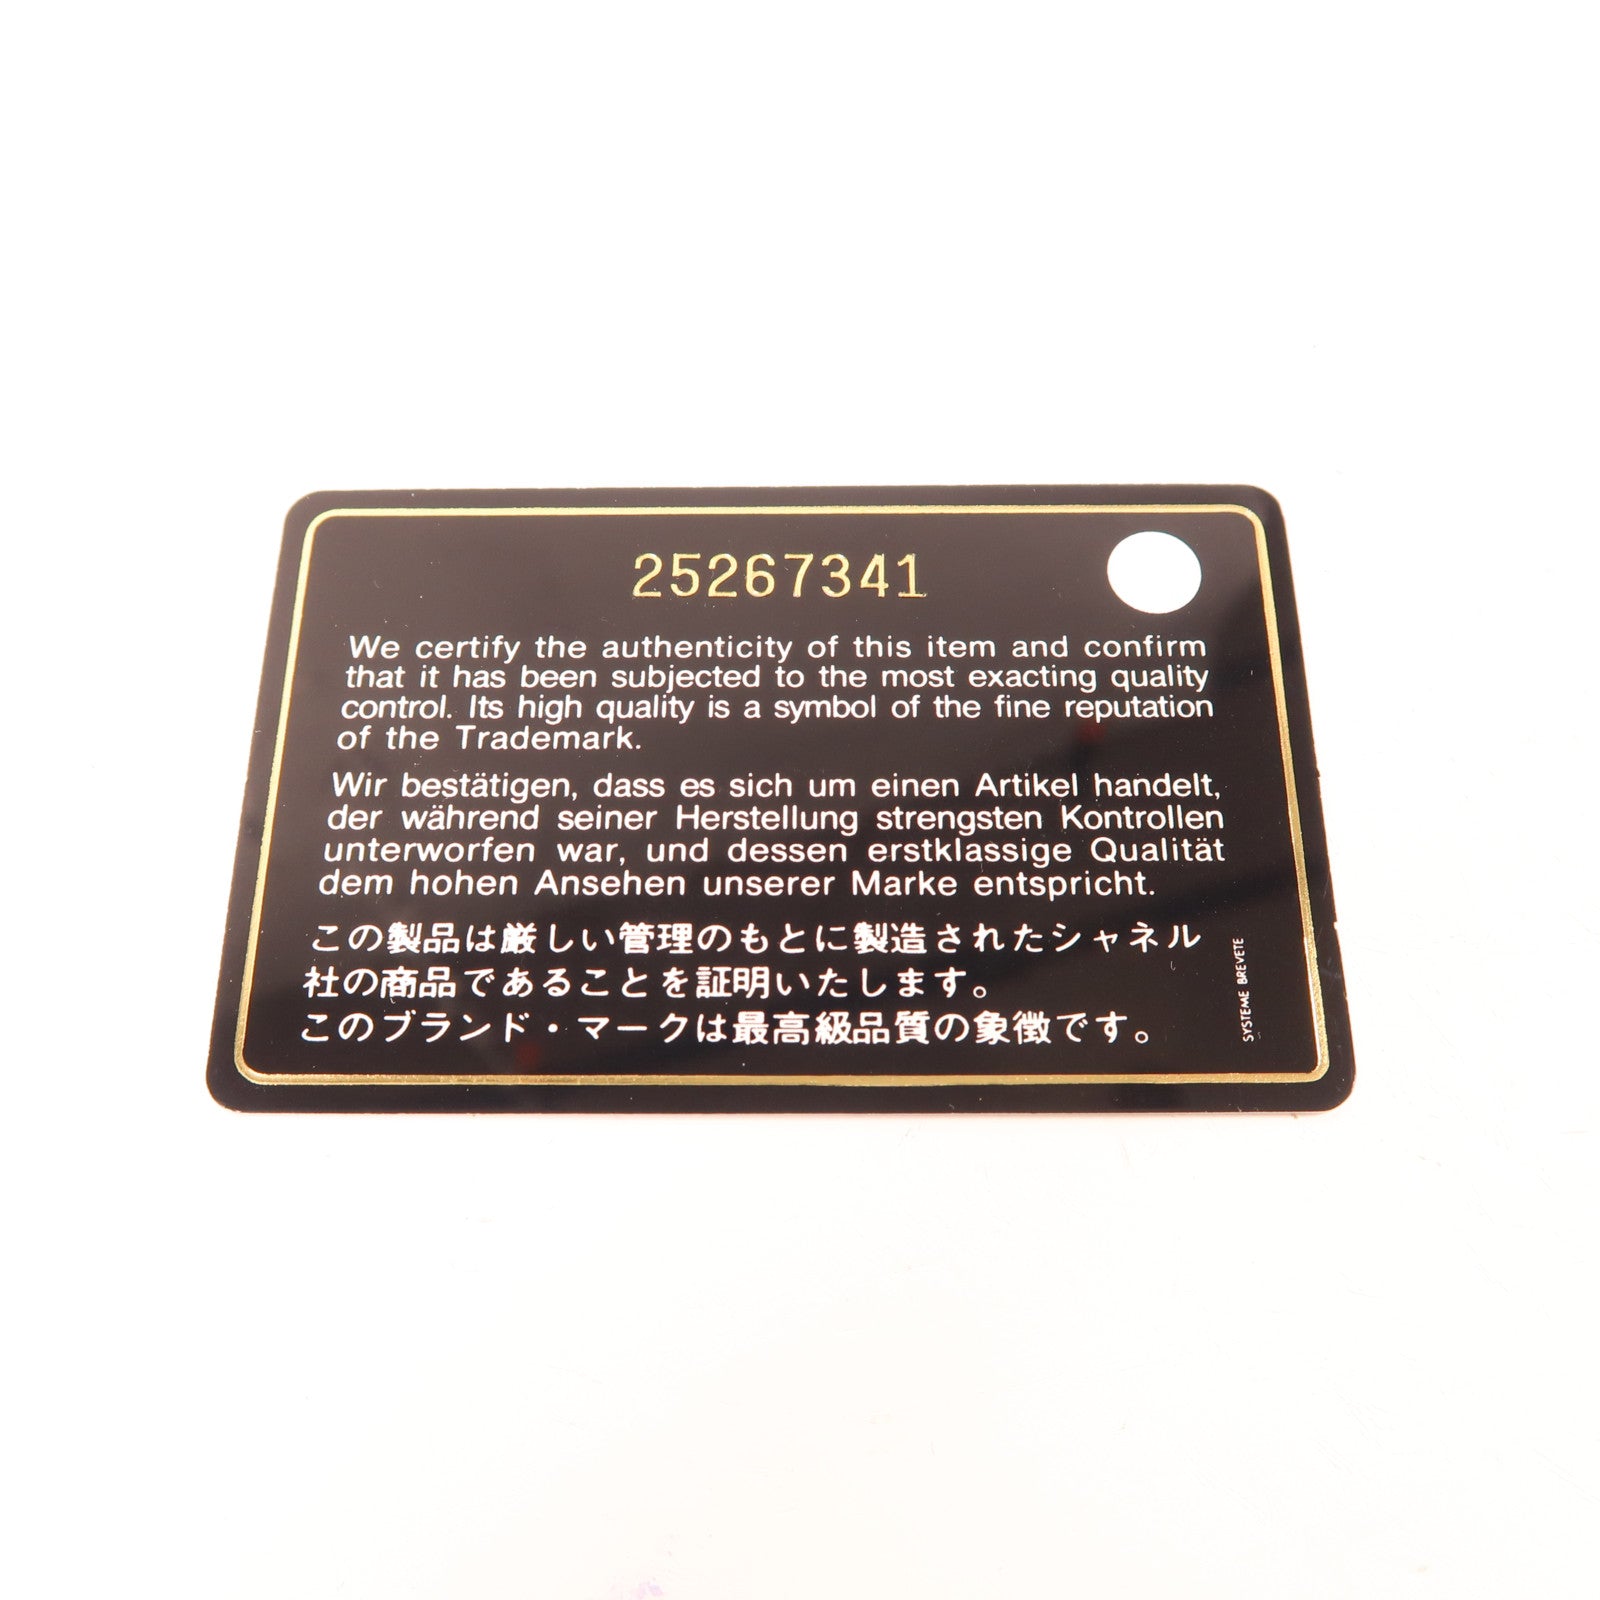 25267341
We certify the authenticity of this item and confirm
that it has been subjected to the most exacting quality
control. Its high quality is a symbol of the fine reputation
of the Trademark.
Wir bestätigen, dass es sich um einen Artikel handelt,
der während seiner Herstellung strengsten Kontrollen
unterworfen war, und dessen erstklassige Qualität
dem hohen Ansehen unserer Marke entspricht.
この製品は厳しい管理のもとに製造されたシャネル
社の商品であることを証明いたします。
このブランド・マークは最高級品質の象徴です。
SYSTEME BREVETE